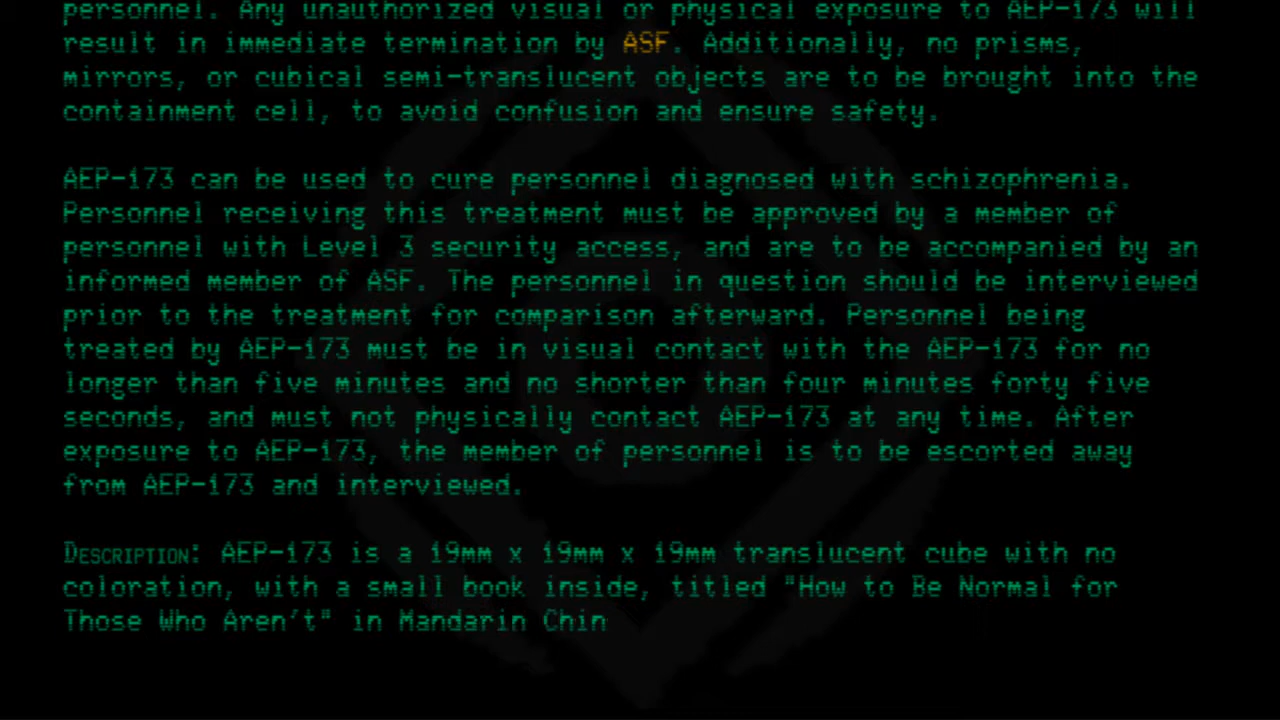 personnel. Any unauthorized visual or physical exposure to AEP-173 will
result in immediate termination by ASF. Additionally, no prisms,
mirrors, or cubical semi-translucent objects are to be brought into the
containment cell, to avoid confusion and ensure safety.
AEP-173 can be used to cure personnel diagnosed with schizophrenia.
Personnel receiving this treatment must be approved by a member of
personnel with Level 3 security access, and are to be accompanied by an
informed member of ASF. The personnel in question should be interviewed
prior to the treatment for comparison afterward. Personnel being
treated by AEP-173 must be in visual contact with the AEP-173 for no
longer than five minutes and no shorter than four minutes forty five
seconds, and must not physically contact AEP-173 at any time. After
exposure to AEP-173, the member of personnel is to be escorted away
from AEP-173 and interviewed.
Description: AEP-173 is a 19mm x 19mm x 19mm translucent cube with no
coloration, with a small book inside, titled "How to Be Normal for
Those Who Aren't" in Mandarin Chin